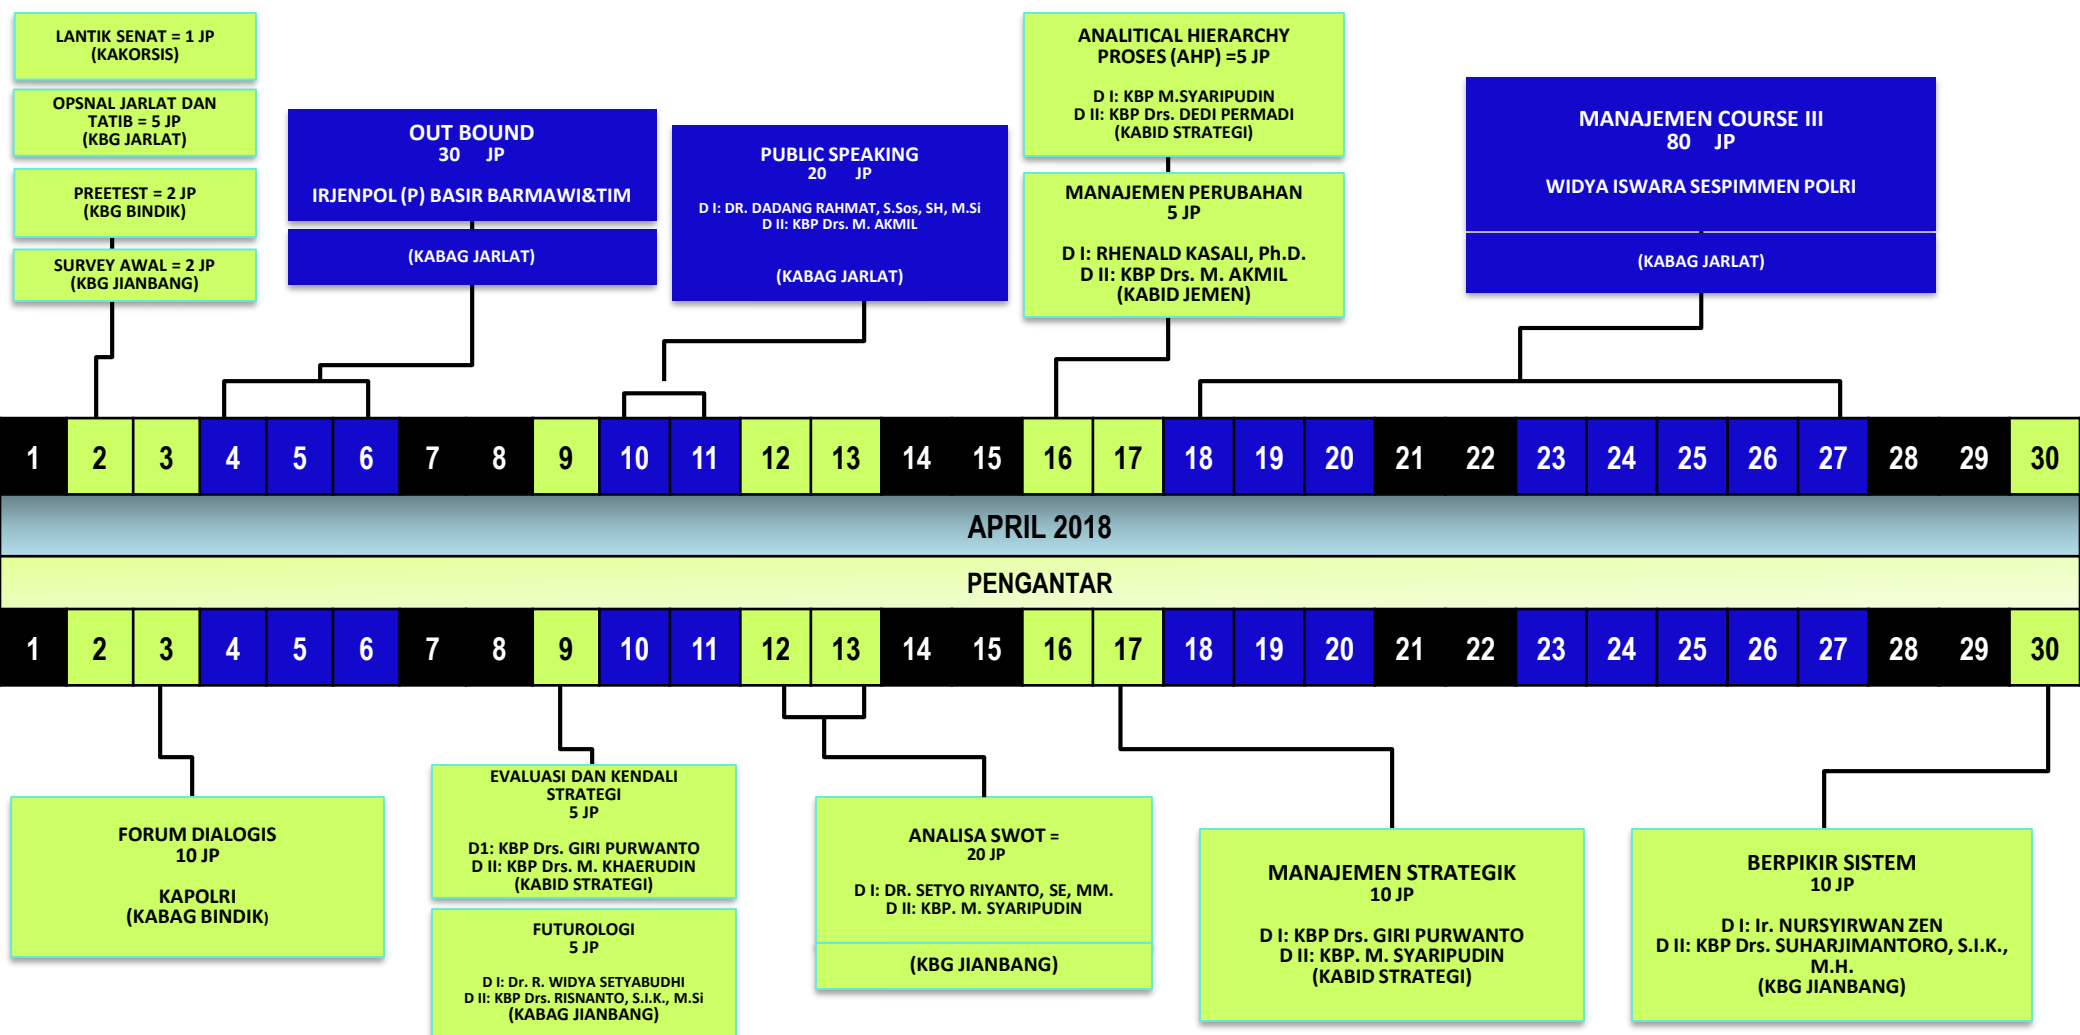 LANTIK SENAT = 1 JP
(KAKORSIS)
OPSNAL JARLAT DAN
TATIB = 5 JP
(KBG JARLAT)
PREETEST = 2 JP
(KBG BINDIK)
SURVEY AWAL = 2 JP
(KBG JIANBANG)
OUT BOUND
30 JP
IRJENPOL (P) BASIR BARMAWI&TIM
(KABAG JARLAT)
PUBLIC SPEAKING
20 JP
D I: DR. DADANG RAHMAT, S.Sos, SH, M.Si
D II: KBP Drs. M. AKMIL
(KABAG JARLAT)
ANALITICAL HIERARCHY
PROSES (AHP) =5 JP
D I: KBP M.SYARIPUDIN
D II: KBP Drs. DEDI PERMADI
(KABID STRATEGI)
MANAJEMEN PERUBAHAN
5 JP
D I: RHENALD KASALI, Ph.D.
D II: KBP Drs. M. AKMIL
(KABID JEMEN)
MANAJEMEN COURSE III
80 JP
WIDYA ISWARA SESPIMMEN POLRI
(KABAG JARLAT)
1 2 3 4 5 6 7 8 9 10 11 12 13 14 15 16 17 18 19 20 21 22 23 24 25 26 27 28 29 30
APRIL 2018
PENGANTAR
1 2 3 4 5 6 7 8 9 10 11 12 13 14 15 16 17 18 19 20 21 22 23 24 25 26 27 28 29 30
FORUM DIALOGIS
10 JP
KAPOLRI
(KABAG BINDIK)
EVALUASI DAN KENDALI
STRATEGI
5 JP
D1: KBP Drs. GIRI PURWANTO
D II: KBP Drs. M. KHAERUDIN
(KABID STRATEGI)
FUTUROLOGI
5 JP
D I: Dr. R. WIDYA SETYABUDHI
D II: KBP Drs. RISNANTO, S.I.K., M.Si
(KABAG JIANBANG)
ANALISA SWOT =
20 JP
D I: DR. SETYO RIYANTO, SE, MM.
D II: KBP. M. SYARIPUDIN
(KBG JIANBANG)
MANAJEMEN STRATEGIK
10 JP
D I: KBP Drs. GIRI PURWANTO
D II: KBP. M. SYARIPUDIN
(KABID STRATEGI)
BERPIKIR SISTEM
10 JP
D I: Ir. NURSYIRWAN ZEN
D II: KBP Drs. SUHARJIMANTORO, S.I.K.,
M.H.
(KBG JIANBANG)